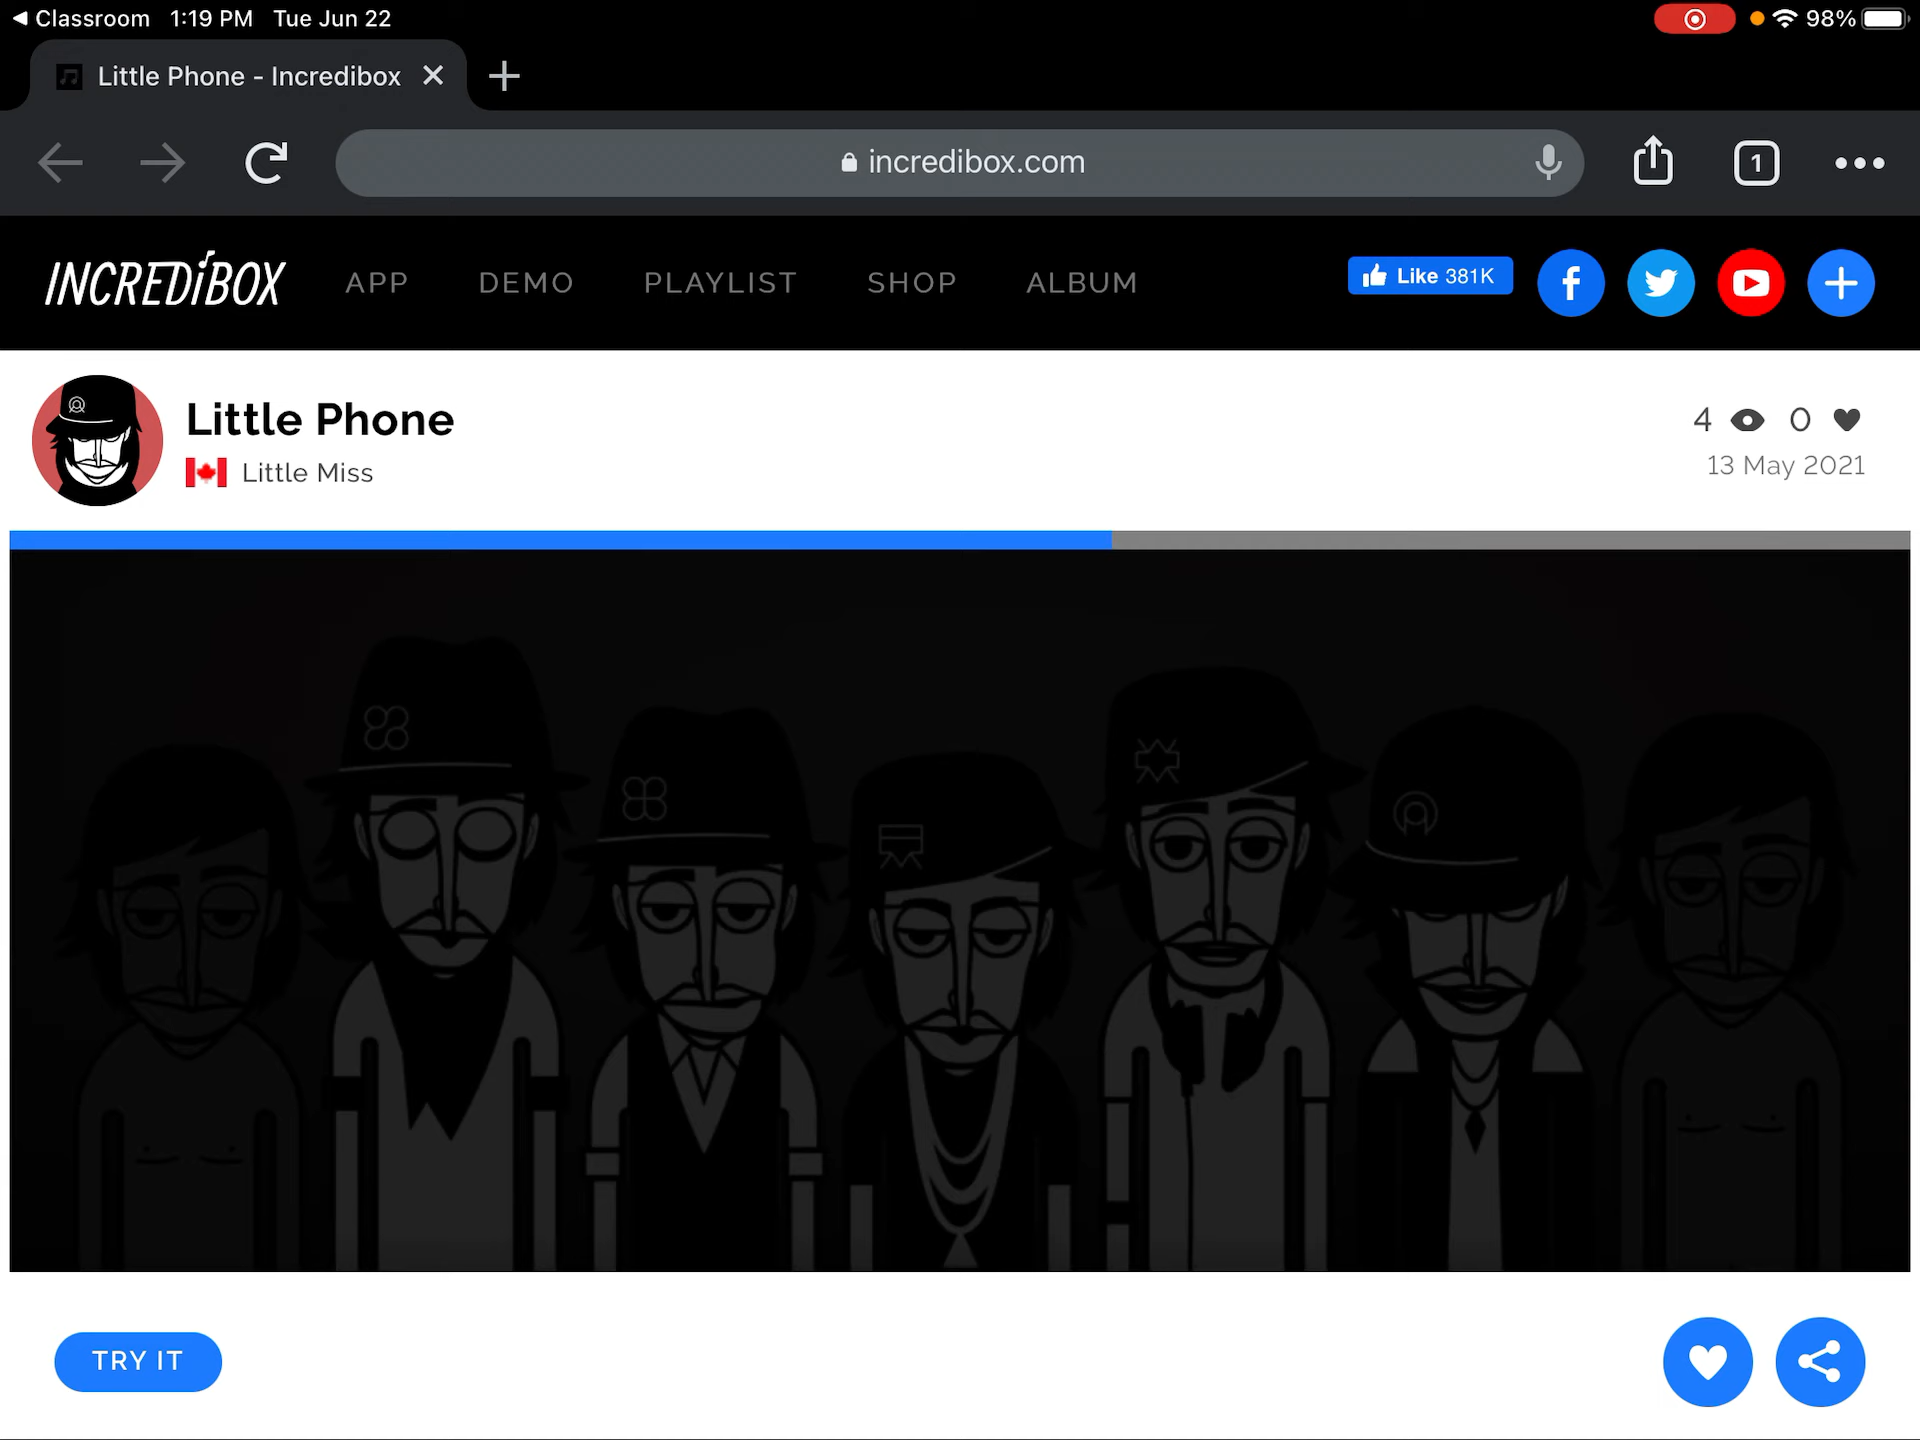 Classroom 1:19 PM Tue Jun 22 98%
Little Phone - Incredibox
incredibox.com 1
INCREDIBOX APP DEMO PLAYLIST SHOP ALBUM Like 381K
Little Phone 4 0
Little Miss 13 May 2021
TRY IT